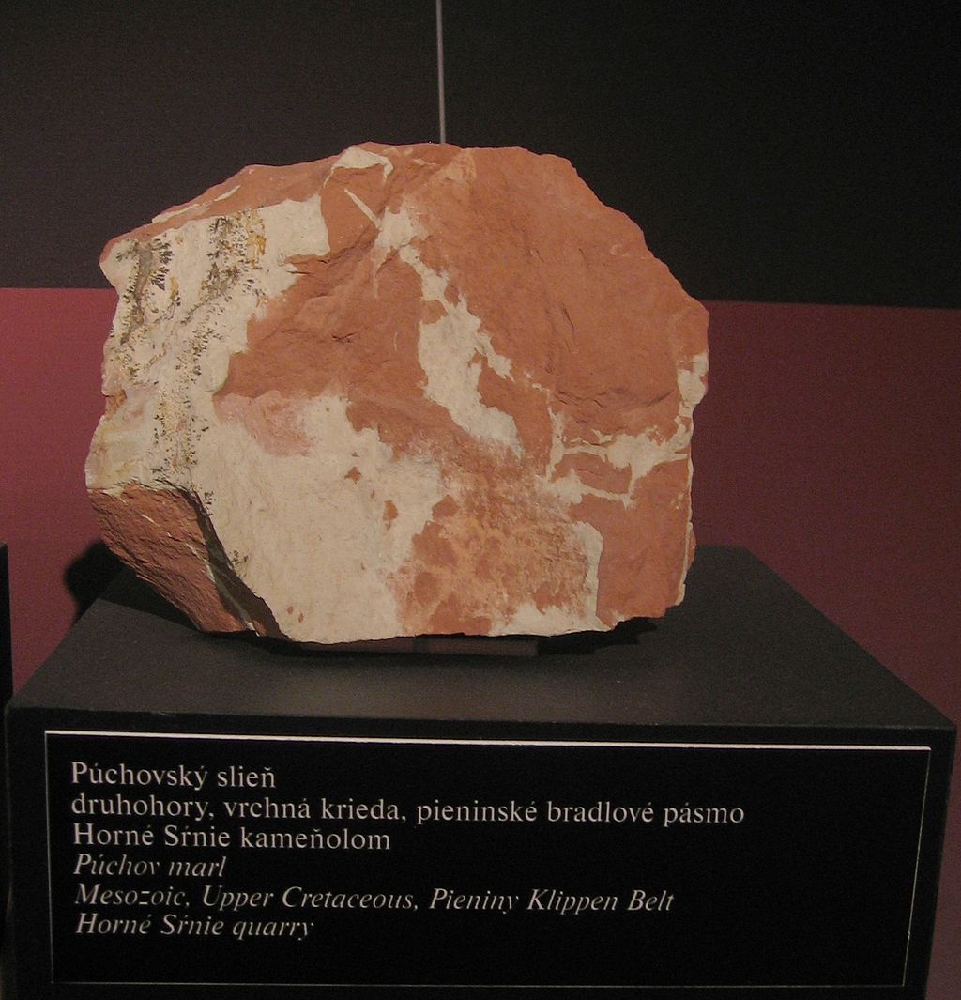 Púchovský slieň
druhohory, vrchná krieda, pieninské bradlové pásmo
Horné Sŕnie kameňolom
Púchov marl
Mesozoic, Upper Cretaceous, Pieniny Klippen Belt
Horné Sŕnie quarry